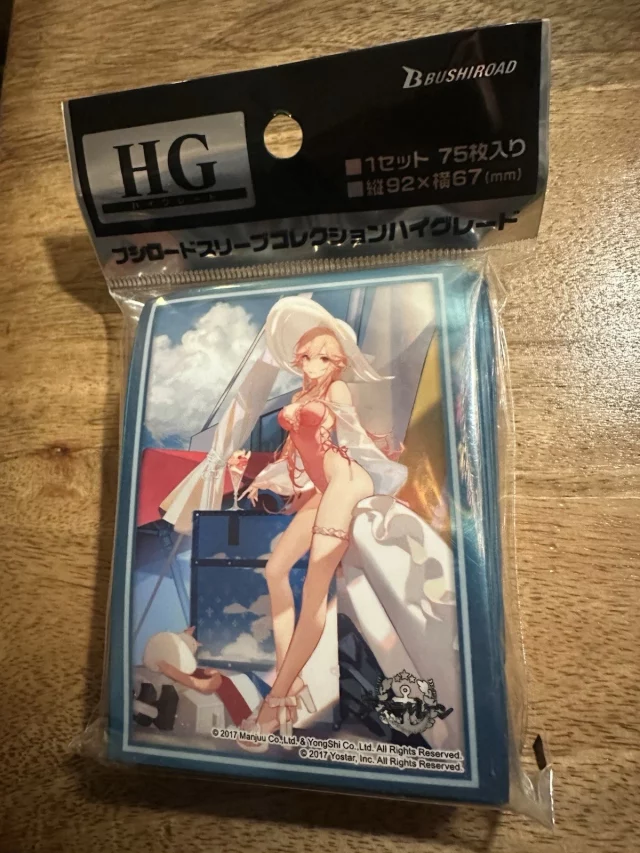 BUSHIROAD
HG
ハイグレード
1セット 75枚入り
縦92×横67(mm)
ブシロードスリーブコレクションハイグレード
© 2017 Manjuu Co.,Ltd. & YongShi Co.,Ltd. All Rights Reserved.
© 2017 Yostar, Inc. All Rights Reserved.